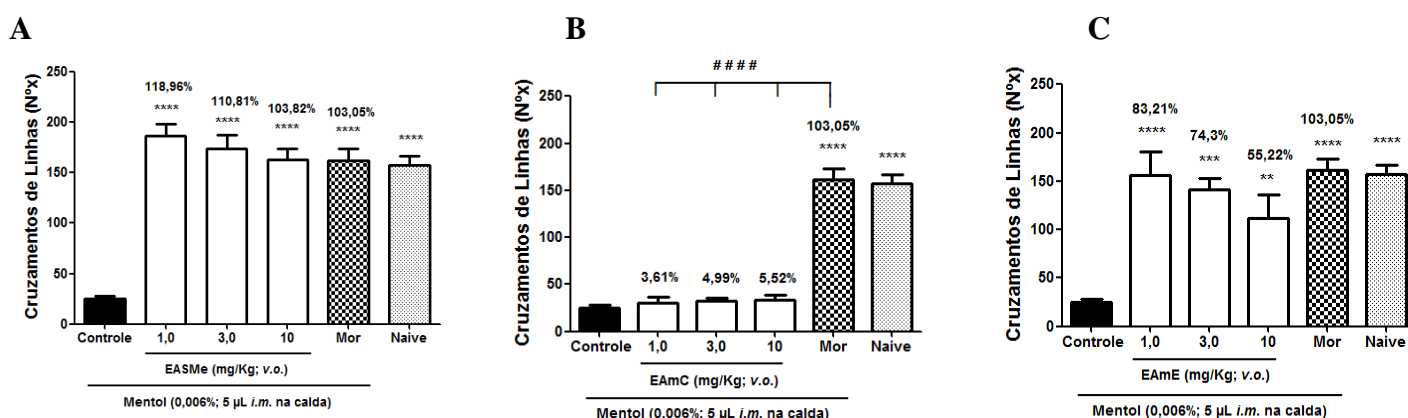 A
Cruzamentos de Linhas (Nºx)
250
200
150
100
50
0
118,96%
****
110,81%
****
103,82%
****
103,05%
****
****
Controle 1,0 3,0 10 Mor Naive
EASMe (mg/Kg; v.o.)
Mentol (0,006%; 5 µL i.m. na calda)
B
Cruzamentos de Linhas (Nºx)
250
200
150
100
50
0
####
3,61%
4,99%
5,52%
103,05%
****
****
Controle 1,0 3,0 10 Mor Naive
EAmC (mg/Kg; v.o.)
Mentol (0,006%; 5 µL i.m. na calda)
C
Cruzamentos de Linhas (Nºx)
250
200
150
100
50
0
83,21%
****
74,3%
***
55,22%
**
103,05%
****
****
Controle 1,0 3,0 10 Mor Naive
EAmE (mg/Kg; v.o.)
Mentol (0,006%; 5 µL i.m. na calda)